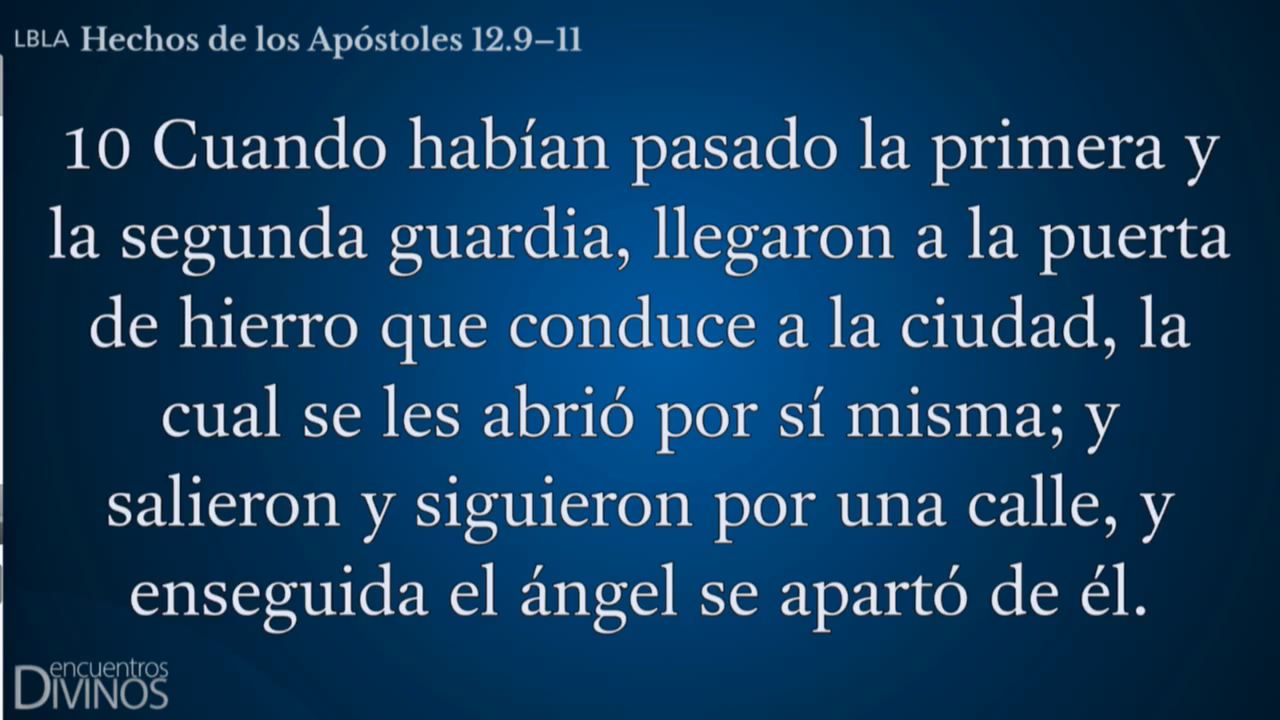 LBLA Hechos de los Apóstoles 12.9–11
10 Cuando habían pasado la primera y
la segunda guardia, llegaron a la puerta
de hierro que conduce a la ciudad, la
cual se les abrió por sí misma; y
salieron y siguieron por una calle, y
enseguida el ángel se apartó de él.
encuentros
DIVINOS